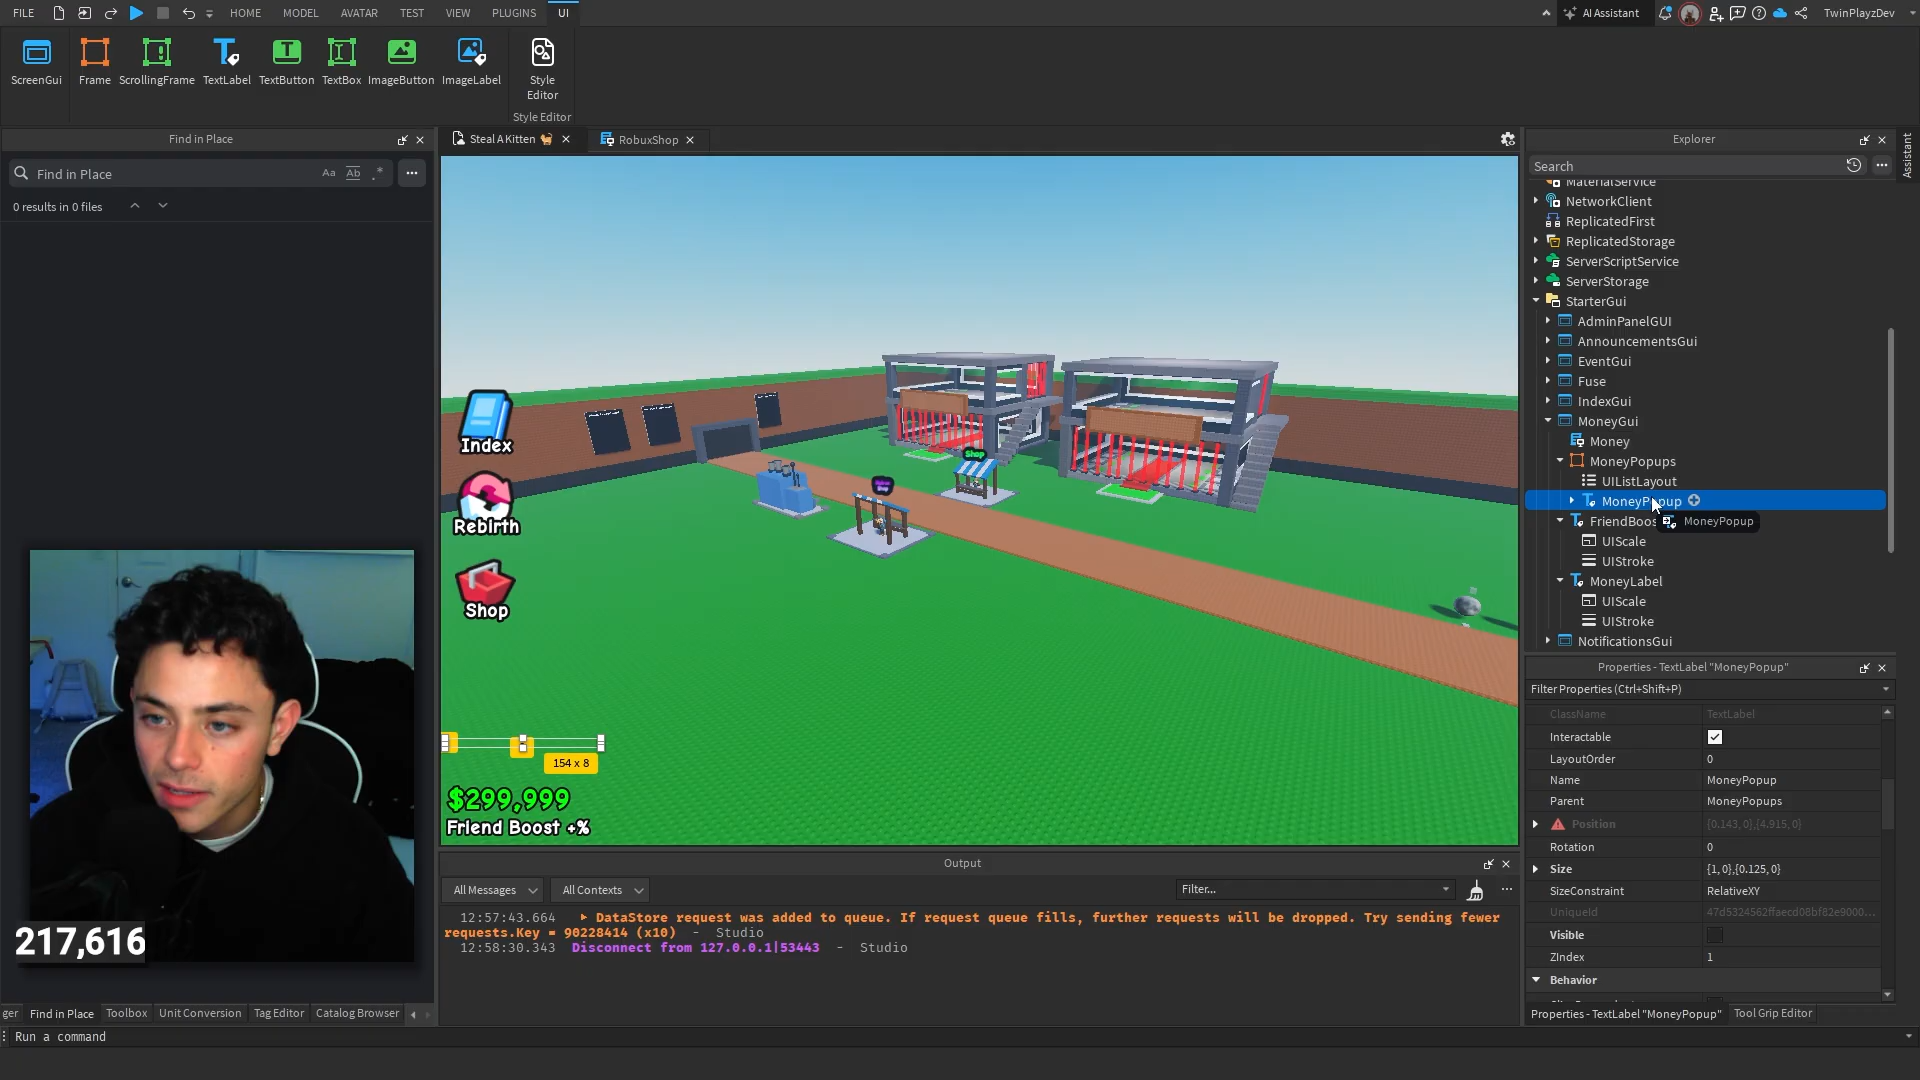 FILE HOME MODEL AVATAR TEST VIEW PLUGINS UI AI Assistant TwinPlayzDev
ScreenGui Frame ScrollingFrame TextLabel TextButton TextBox ImageButton ImageLabel Style Editor
Style Editor
Find in Place
Find in Place
Aa Ab .*
0 results in 0 files
Steal A Kitten RobuxShop
Index
Rebirth
Shop
Shop
154 x 8
$299,999
Friend Boost +%
217,616
Explorer
Assistant
Search
MaterialService
NetworkClient
ReplicatedFirst
ReplicatedStorage
ServerScriptService
ServerStorage
StarterGui
AdminPanelGUI
AnnouncementsGui
EventGui
Fuse
IndexGui
MoneyGui
Money
MoneyPopups
UIListLayout
MoneyPopup
FriendBoos MoneyPopup
UIScale
UIStroke
MoneyLabel
UIScale
UIStroke
NotificationsGui
Properties - TextLabel "MoneyPopup"
Filter Properties (Ctrl+Shift+P)
ClassName TextLabel
Interactable
LayoutOrder 0
Name MoneyPopup
Parent MoneyPopups
Position {0.143, 0},{4.915, 0}
Rotation 0
Size {1, 0},{0.125, 0}
SizeConstraint RelativeXY
UniqueId 47d5324562ffaecd08bf82e9000...
Visible
ZIndex 1
Behavior
Properties - TextLabel "MoneyPopup" Tool Grip Editor
Output
All Messages All Contexts Filter...
12:57:43.664 DataStore request was added to queue. If request queue fills, further requests will be dropped. Try sending fewer
requests.Key = 90228414 (x10) - Studio
12:58:30.343 Disconnect from 127.0.0.1|53443 - Studio
ger Find in Place Toolbox Unit Conversion Tag Editor Catalog Browser
Run a command